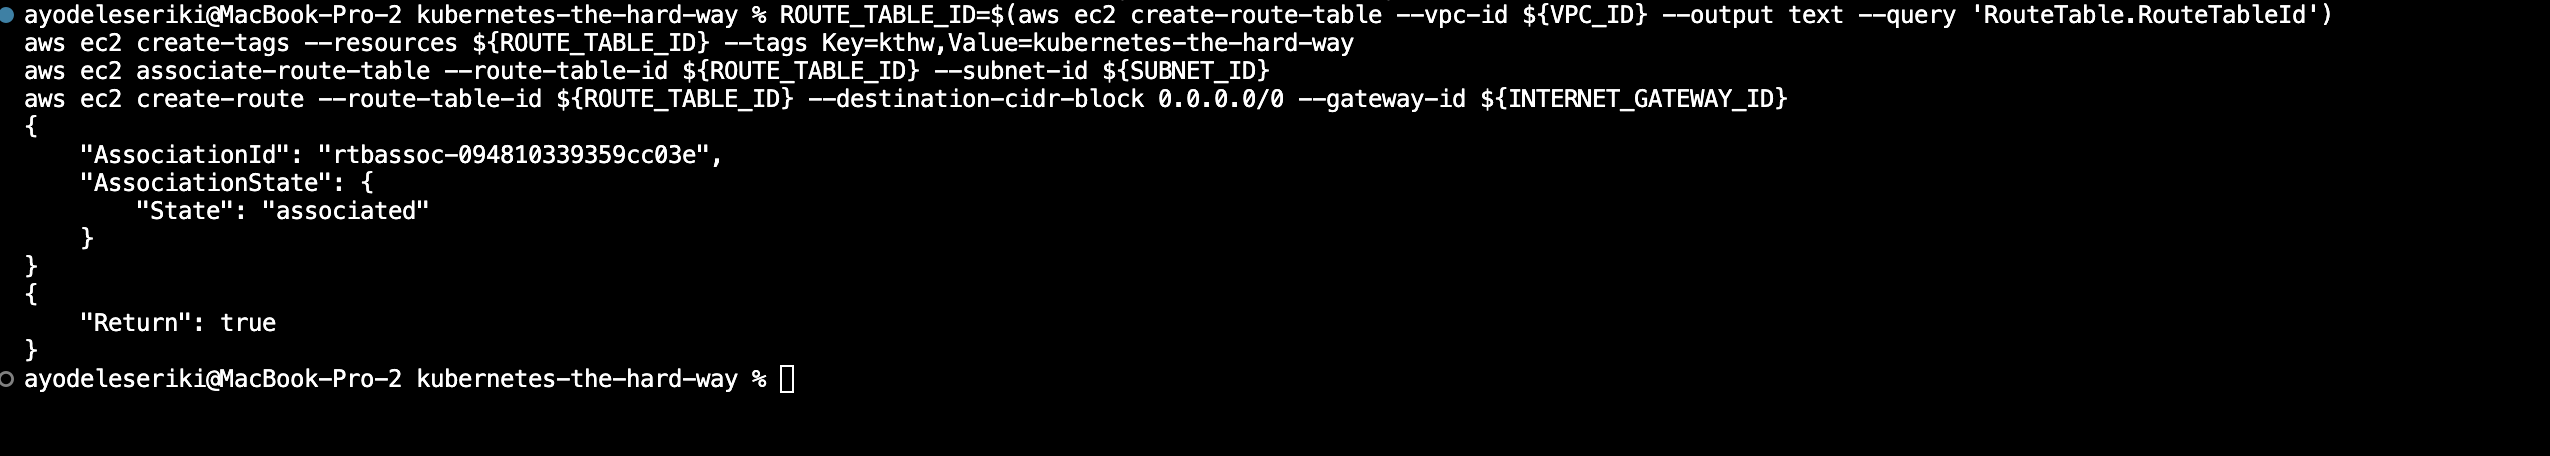 ayodeleseriki@MacBook-Pro-2 kubernetes-the-hard-way % ROUTE_TABLE_ID=$(aws ec2 create-route-table --vpc-id ${VPC_ID} --output text --query 'RouteTable.RouteTableId')
aws ec2 create-tags --resources ${ROUTE_TABLE_ID} --tags Key=kthw,Value=kubernetes-the-hard-way
aws ec2 associate-route-table --route-table-id ${ROUTE_TABLE_ID} --subnet-id ${SUBNET_ID}
aws ec2 create-route --route-table-id ${ROUTE_TABLE_ID} --destination-cidr-block 0.0.0.0/0 --gateway-id ${INTERNET_GATEWAY_ID}
{
    "AssociationId": "rtbassoc-094810339359cc03e",
    "AssociationState": {
        "State": "associated"
    }
}
{
    "Return": true
}
ayodeleseriki@MacBook-Pro-2 kubernetes-the-hard-way %